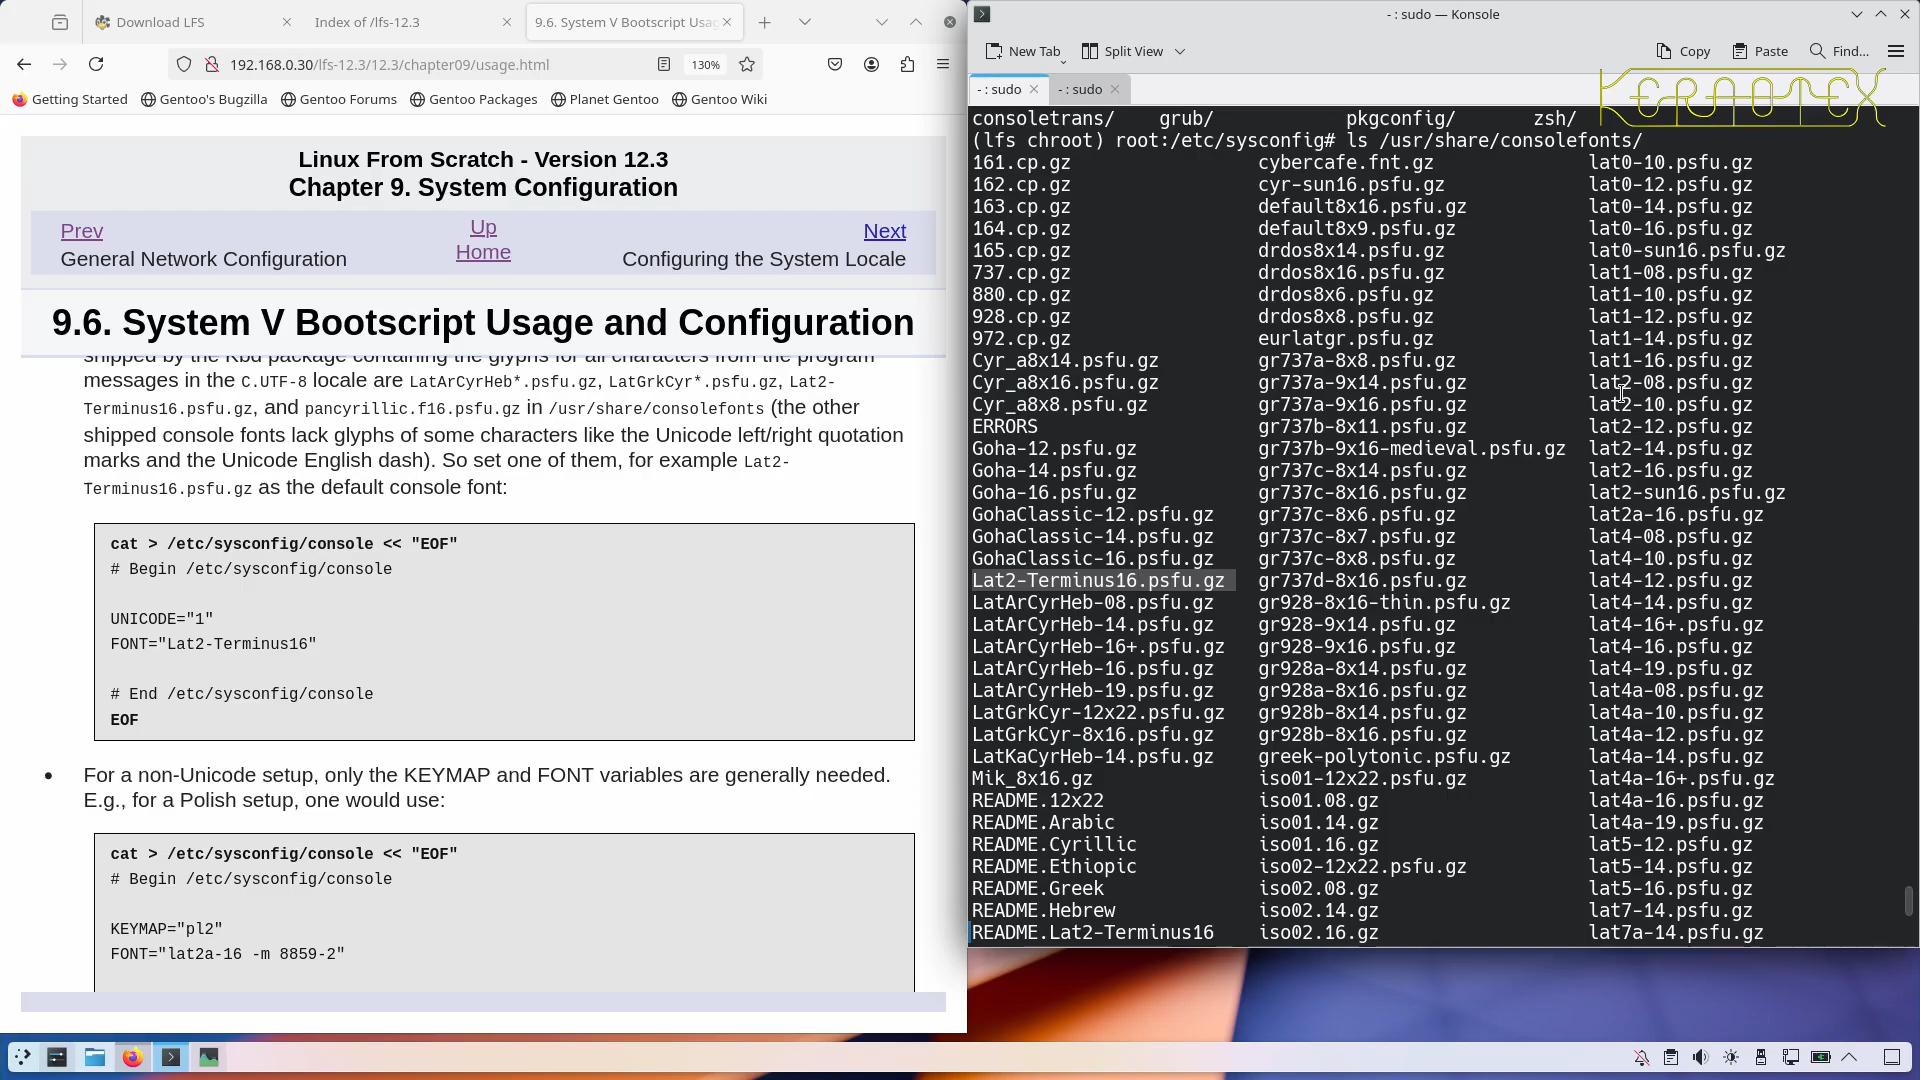 Download LFS
Index of /lfs-12.3
9.6. System V Bootscript Usag
192.168.0.30/lfs-12.3/12.3/chapter09/usage.html
130%
Getting Started
Gentoo's Bugzilla
Gentoo Forums
Gentoo Packages
Planet Gentoo
Gentoo Wiki
Linux From Scratch - Version 12.3
Chapter 9. System Configuration
Prev
Up
Next
Home
General Network Configuration
Configuring the System Locale
9.6. System V Bootscript Usage and Configuration
shipped by the Kbd package containing the glyphs for all characters from the program
messages in the C.UTF-8 locale are LatArCyrHeb*.psfu.gz, LatGrkCyr*.psfu.gz, Lat2-
Terminus16.psfu.gz, and pancyrillic.f16.psfu.gz in /usr/share/consolefonts (the other
shipped console fonts lack glyphs of some characters like the Unicode left/right quotation
marks and the Unicode English dash). So set one of them, for example Lat2-
Terminus16.psfu.gz as the default console font:
cat > /etc/sysconfig/console << "EOF"
# Begin /etc/sysconfig/console
UNICODE="1"
FONT="Lat2-Terminus16"
# End /etc/sysconfig/console
EOF
• For a non-Unicode setup, only the KEYMAP and FONT variables are generally needed.
E.g., for a Polish setup, one would use:
cat > /etc/sysconfig/console << "EOF"
# Begin /etc/sysconfig/console
KEYMAP="pl2"
FONT="lat2a-16 -m 8859-2"
- : sudo — Konsole
New Tab
Split View
Copy
Paste
Find...
- : sudo
- : sudo
KERAOTEX
consoletrans/ grub/ pkgconfig/ zsh/
(lfs chroot) root:/etc/sysconfig# ls /usr/share/consolefonts/
161.cp.gz cybercafe.fnt.gz lat0-10.psfu.gz
162.cp.gz cyr-sun16.psfu.gz lat0-12.psfu.gz
163.cp.gz default8x16.psfu.gz lat0-14.psfu.gz
164.cp.gz default8x9.psfu.gz lat0-16.psfu.gz
165.cp.gz drdos8x14.psfu.gz lat0-sun16.psfu.gz
737.cp.gz drdos8x16.psfu.gz lat1-08.psfu.gz
880.cp.gz drdos8x6.psfu.gz lat1-10.psfu.gz
928.cp.gz drdos8x8.psfu.gz lat1-12.psfu.gz
972.cp.gz eurlatgr.psfu.gz lat1-14.psfu.gz
Cyr_a8x14.psfu.gz gr737a-8x8.psfu.gz lat1-16.psfu.gz
Cyr_a8x16.psfu.gz gr737a-9x14.psfu.gz lat2-08.psfu.gz
Cyr_a8x8.psfu.gz gr737a-9x16.psfu.gz lat2-10.psfu.gz
ERRORS gr737b-8x11.psfu.gz lat2-12.psfu.gz
Goha-12.psfu.gz gr737b-9x16-medieval.psfu.gz lat2-14.psfu.gz
Goha-14.psfu.gz gr737c-8x14.psfu.gz lat2-16.psfu.gz
Goha-16.psfu.gz gr737c-8x16.psfu.gz lat2-sun16.psfu.gz
GohaClassic-12.psfu.gz gr737c-8x6.psfu.gz lat2a-16.psfu.gz
GohaClassic-14.psfu.gz gr737c-8x7.psfu.gz lat4-08.psfu.gz
GohaClassic-16.psfu.gz gr737c-8x8.psfu.gz lat4-10.psfu.gz
Lat2-Terminus16.psfu.gz gr737d-8x16.psfu.gz lat4-12.psfu.gz
LatArCyrHeb-08.psfu.gz gr928-8x16-thin.psfu.gz lat4-14.psfu.gz
LatArCyrHeb-14.psfu.gz gr928-9x14.psfu.gz lat4-16+.psfu.gz
LatArCyrHeb-16+.psfu.gz gr928-9x16.psfu.gz lat4-16.psfu.gz
LatArCyrHeb-16.psfu.gz gr928a-8x14.psfu.gz lat4-19.psfu.gz
LatArCyrHeb-19.psfu.gz gr928a-8x16.psfu.gz lat4a-08.psfu.gz
LatGrkCyr-12x22.psfu.gz gr928b-8x14.psfu.gz lat4a-10.psfu.gz
LatGrkCyr-8x16.psfu.gz gr928b-8x16.psfu.gz lat4a-12.psfu.gz
LatKaCyrHeb-14.psfu.gz greek-polytonic.psfu.gz lat4a-14.psfu.gz
Mik_8x16.gz iso01-12x22.psfu.gz lat4a-16+.psfu.gz
README.12x22 iso01.08.gz lat4a-16.psfu.gz
README.Arabic iso01.14.gz lat4a-19.psfu.gz
README.Cyrillic iso01.16.gz lat5-12.psfu.gz
README.Ethiopic iso02-12x22.psfu.gz lat5-14.psfu.gz
README.Greek iso02.08.gz lat5-16.psfu.gz
README.Hebrew iso02.14.gz lat7-14.psfu.gz
README.Lat2-Terminus16 iso02.16.gz lat7a-14.psfu.gz